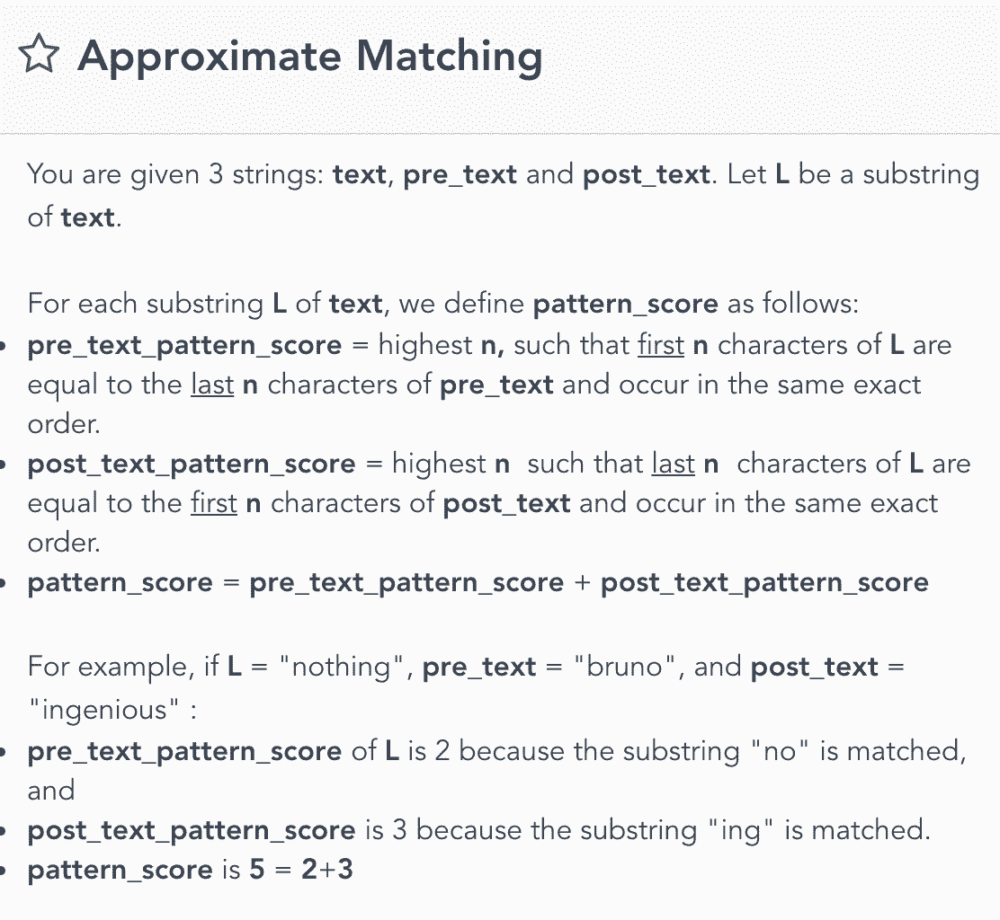 Approximate Matching
You are given 3 strings: text, pre_text and post_text. Let L be a substring
of text.
For each substring L of text, we define pattern_score as follows:
• pre_text_pattern_score = highest n, such that first n characters of L are
equal to the last n characters of pre_text and occur in the same exact
order.
• post_text_pattern_score = highest n such that last n characters of L are
equal to the first n characters of post_text and occur in the same exact
order.
• pattern_score = pre_text_pattern_score + post_text_pattern_score
For example, if L = "nothing", pre_text = "bruno", and post_text =
"ingenious" :
• pre_text_pattern_score of L is 2 because the substring "no" is matched,
and
• post_text_pattern_score is 3 because the substring "ing" is matched.
• pattern_score is 5 = 2+3